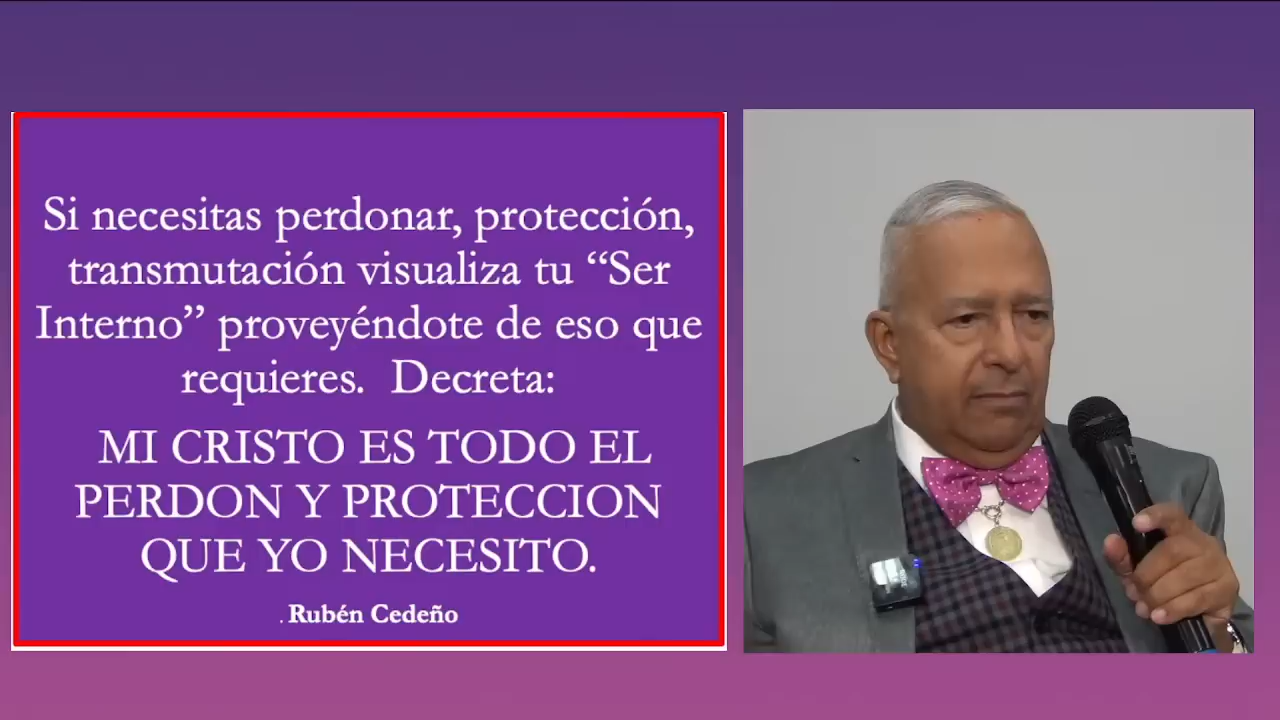 Si necesitas perdonar, protección,
transmutación visualiza tu “Ser
Interno” proveyéndote de eso que
requieres. Decreta:
MI CRISTO ES TODO EL
PERDON Y PROTECCION
QUE YO NECESITO.
. Rubén Cedeño